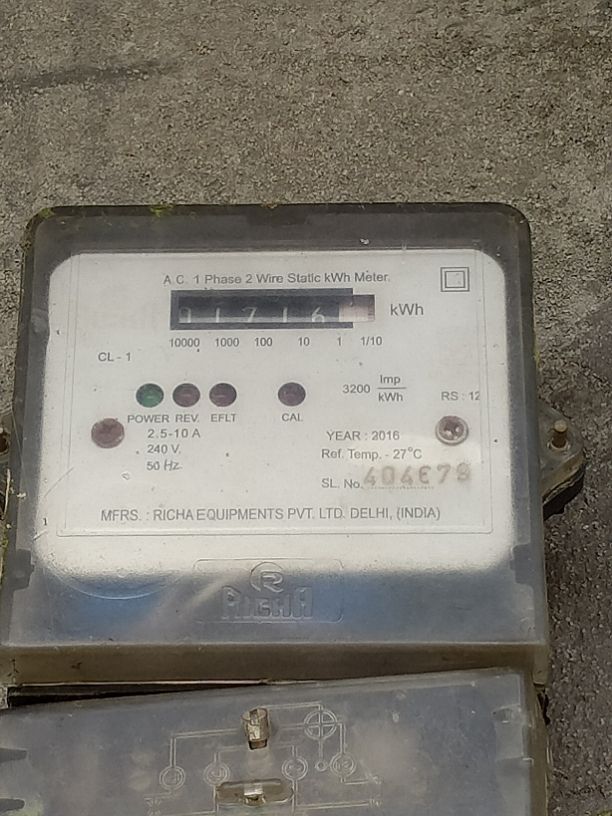 A.C. 1 Phase 2 Wire Static kWh Meter.
01716 kWh
10000 1000 100 10 1 1/10
CL - 1
3200 Imp/kWh
RS : 12
POWER REV. EFLT CAL
2.5-10 A
240 V.
50 Hz.
YEAR : 2016
Ref. Temp. - 27°C
SL. No.
MFRS. : RICHA EQUIPMENTS PVT. LTD. DELHI, (INDIA)
R
RICHA